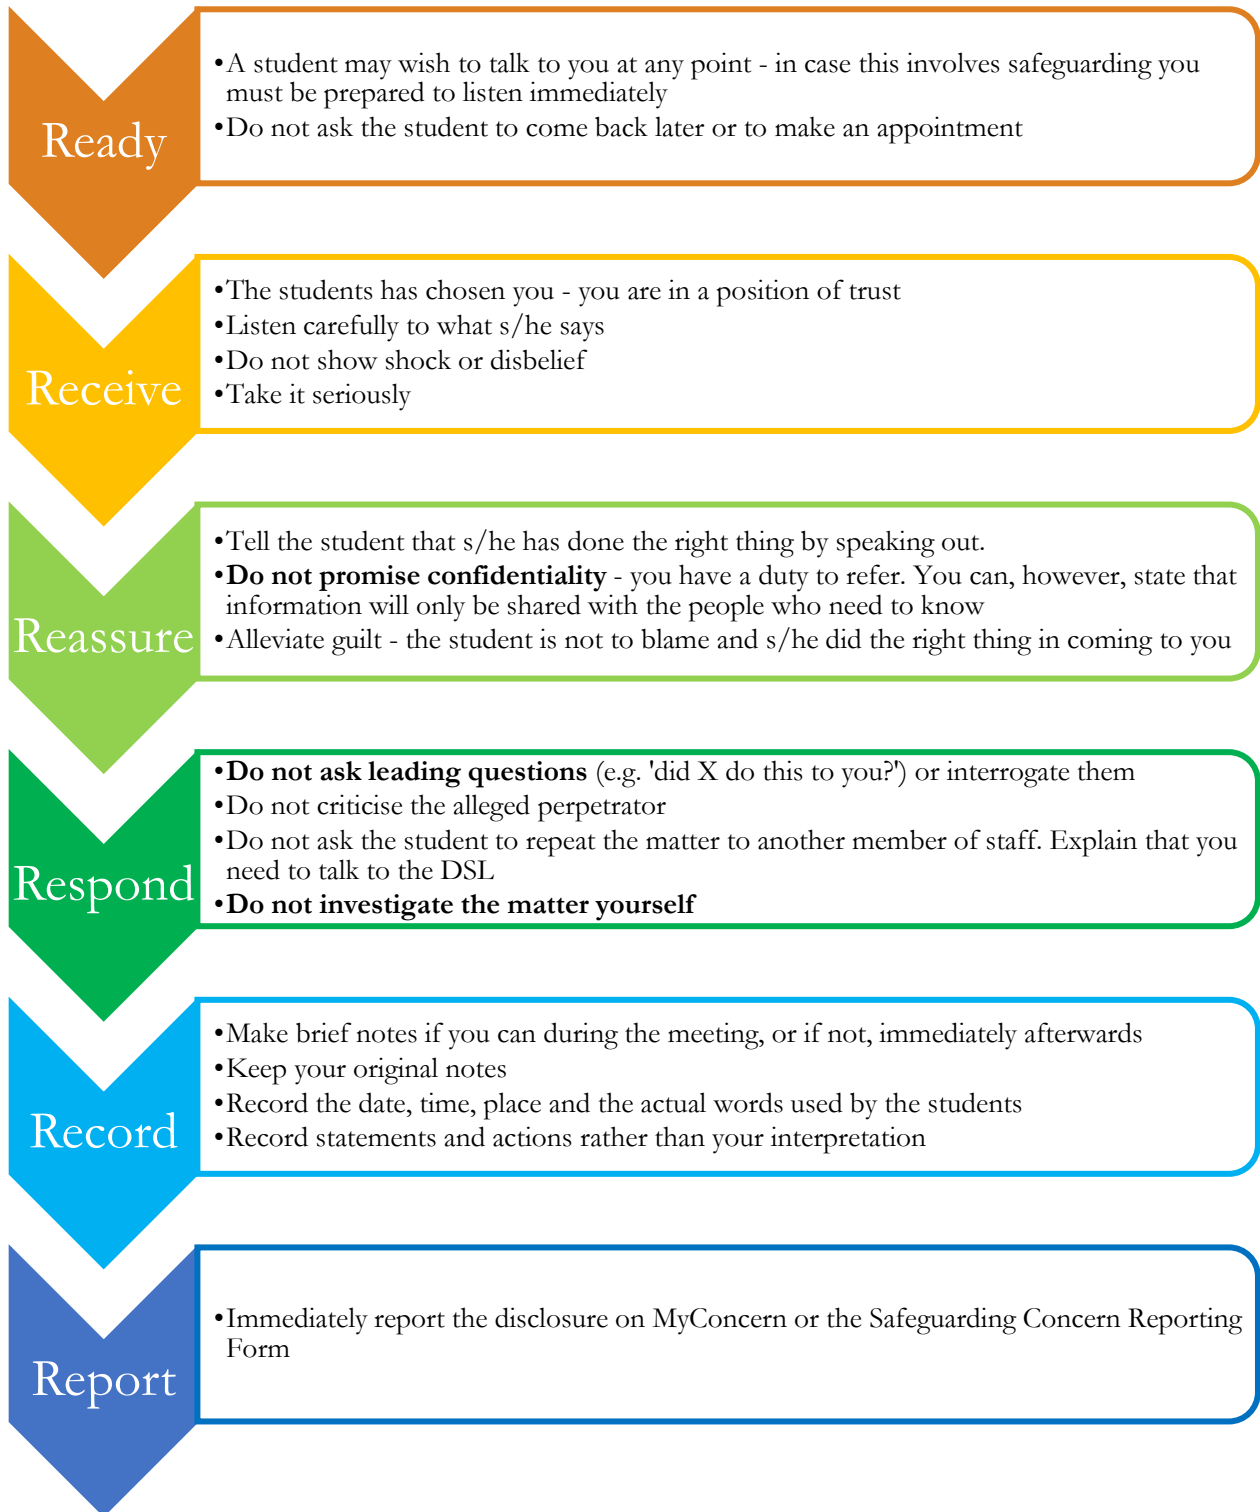 Ready
•A student may wish to talk to you at any point - in case this involves safeguarding you
must be prepared to listen immediately
•Do not ask the student to come back later or to make an appointment
Receive
•The students has chosen you - you are in a position of trust
•Listen carefully to what s/he says
•Do not show shock or disbelief
•Take it seriously
Reassure
•Tell the student that s/he has done the right thing by speaking out.
•Do not promise confidentiality - you have a duty to refer. You can, however, state that
information will only be shared with the people who need to know
•Alleviate guilt - the student is not to blame and s/he did the right thing in coming to you
Respond
•Do not ask leading questions (e.g. 'did X do this to you?') or interrogate them
•Do not criticise the alleged perpetrator
•Do not ask the student to repeat the matter to another member of staff. Explain that you
need to talk to the DSL
•Do not investigate the matter yourself
Record
•Make brief notes if you can during the meeting, or if not, immediately afterwards
•Keep your original notes
•Record the date, time, place and the actual words used by the students
•Record statements and actions rather than your interpretation
Report
•Immediately report the disclosure on MyConcern or the Safeguarding Concern Reporting
Form